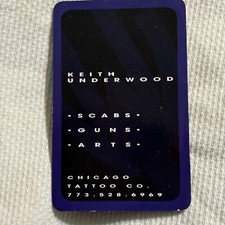 KEITH
UNDERWOOD
• SCABS •
• GUNS •
• ARTS •
CHICAGO
TATTOO CO.
773.528.6969